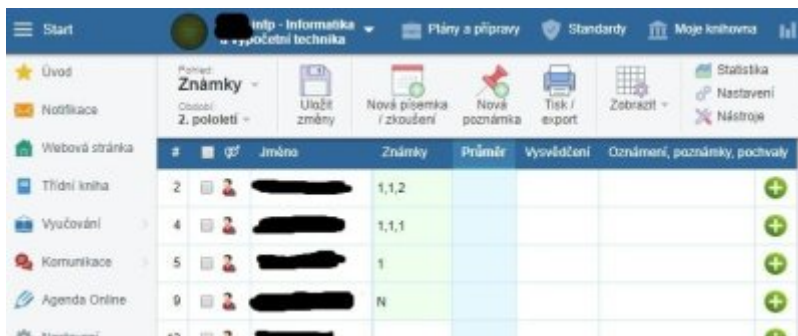 Start
intp - Informatika
a výpočetní technika
Plány a přípravy
Standardy
Moje knihovna
Úvod
Notifikace
Webová stránka
Třídní kniha
Vyučování
Komunikace
Agenda Online
Pohled:
Známky
Období:
2. pololetí
Uložit
změny
Nová písemka
/ zkoušení
Nová
poznámka
Tisk /
export
Zobrazit
Statistika
Nastavení
Nástroje
# Jméno Známky Průměr Vysvědčení Oznámení, poznámky, pochvaly
2 1,1,2
4 1,1,1
5 1
9 N